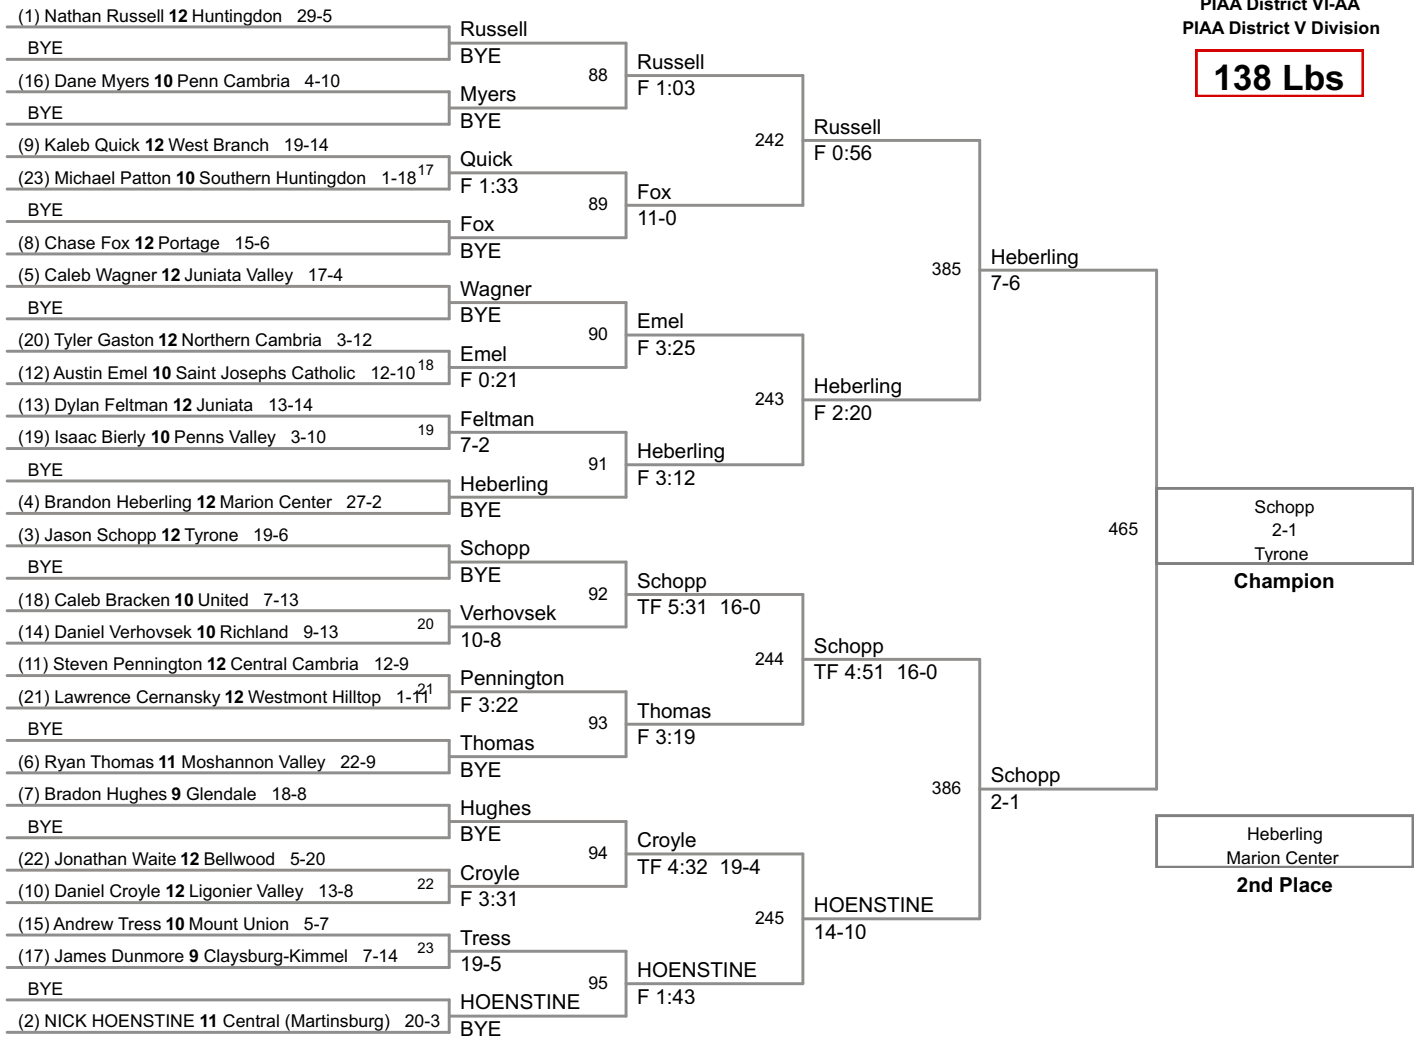 PIAA District VI-AA
PIAA District V Division
138 Lbs
(1) Nathan Russell 12 Huntingdon 29-5
BYE
(16) Dane Myers 10 Penn Cambria 4-10
BYE
(9) Kaleb Quick 12 West Branch 19-14
(23) Michael Patton 10 Southern Huntingdon 1-18
17
BYE
(8) Chase Fox 12 Portage 15-6
(5) Caleb Wagner 12 Juniata Valley 17-4
BYE
(20) Tyler Gaston 12 Northern Cambria 3-12
(12) Austin Emel 10 Saint Josephs Catholic 12-10
18
(13) Dylan Feltman 12 Juniata 13-14
(19) Isaac Bierly 10 Penns Valley 3-10
19
BYE
(4) Brandon Heberling 12 Marion Center 27-2
(3) Jason Schopp 12 Tyrone 19-6
BYE
(18) Caleb Bracken 10 United 7-13
(14) Daniel Verhovsek 10 Richland 9-13
20
(11) Steven Pennington 12 Central Cambria 12-9
(21) Lawrence Cernansky 12 Westmont Hilltop 1-11
21
BYE
(6) Ryan Thomas 11 Moshannon Valley 22-9
(7) Bradon Hughes 9 Glendale 18-8
BYE
(22) Jonathan Waite 12 Bellwood 5-20
(10) Daniel Croyle 12 Ligonier Valley 13-8
22
(15) Andrew Tress 10 Mount Union 5-7
(17) James Dunmore 9 Claysburg-Kimmel 7-14
23
BYE
(2) NICK HOENSTINE 11 Central (Martinsburg) 20-3
Russell
BYE
88
Myers
BYE
Quick
F 1:33
89
Fox
BYE
Wagner
BYE
90
Emel
F 0:21
Feltman
7-2
91
Heberling
BYE
Schopp
BYE
92
Verhovsek
10-8
Pennington
F 3:22
93
Thomas
BYE
Hughes
BYE
94
Croyle
F 3:31
Tress
19-5
95
HOENSTINE
BYE
Russell
F 1:03
242
Fox
11-0
Emel
F 3:25
243
Heberling
F 3:12
Schopp
TF 5:31 16-0
244
Thomas
F 3:19
Croyle
TF 4:32 19-4
245
HOENSTINE
F 1:43
Russell
F 0:56
385
Heberling
F 2:20
Schopp
TF 4:51 16-0
386
HOENSTINE
14-10
Heberling
7-6
465
Schopp
2-1
Schopp
2-1
Tyrone
Champion
Heberling
Marion Center
2nd Place